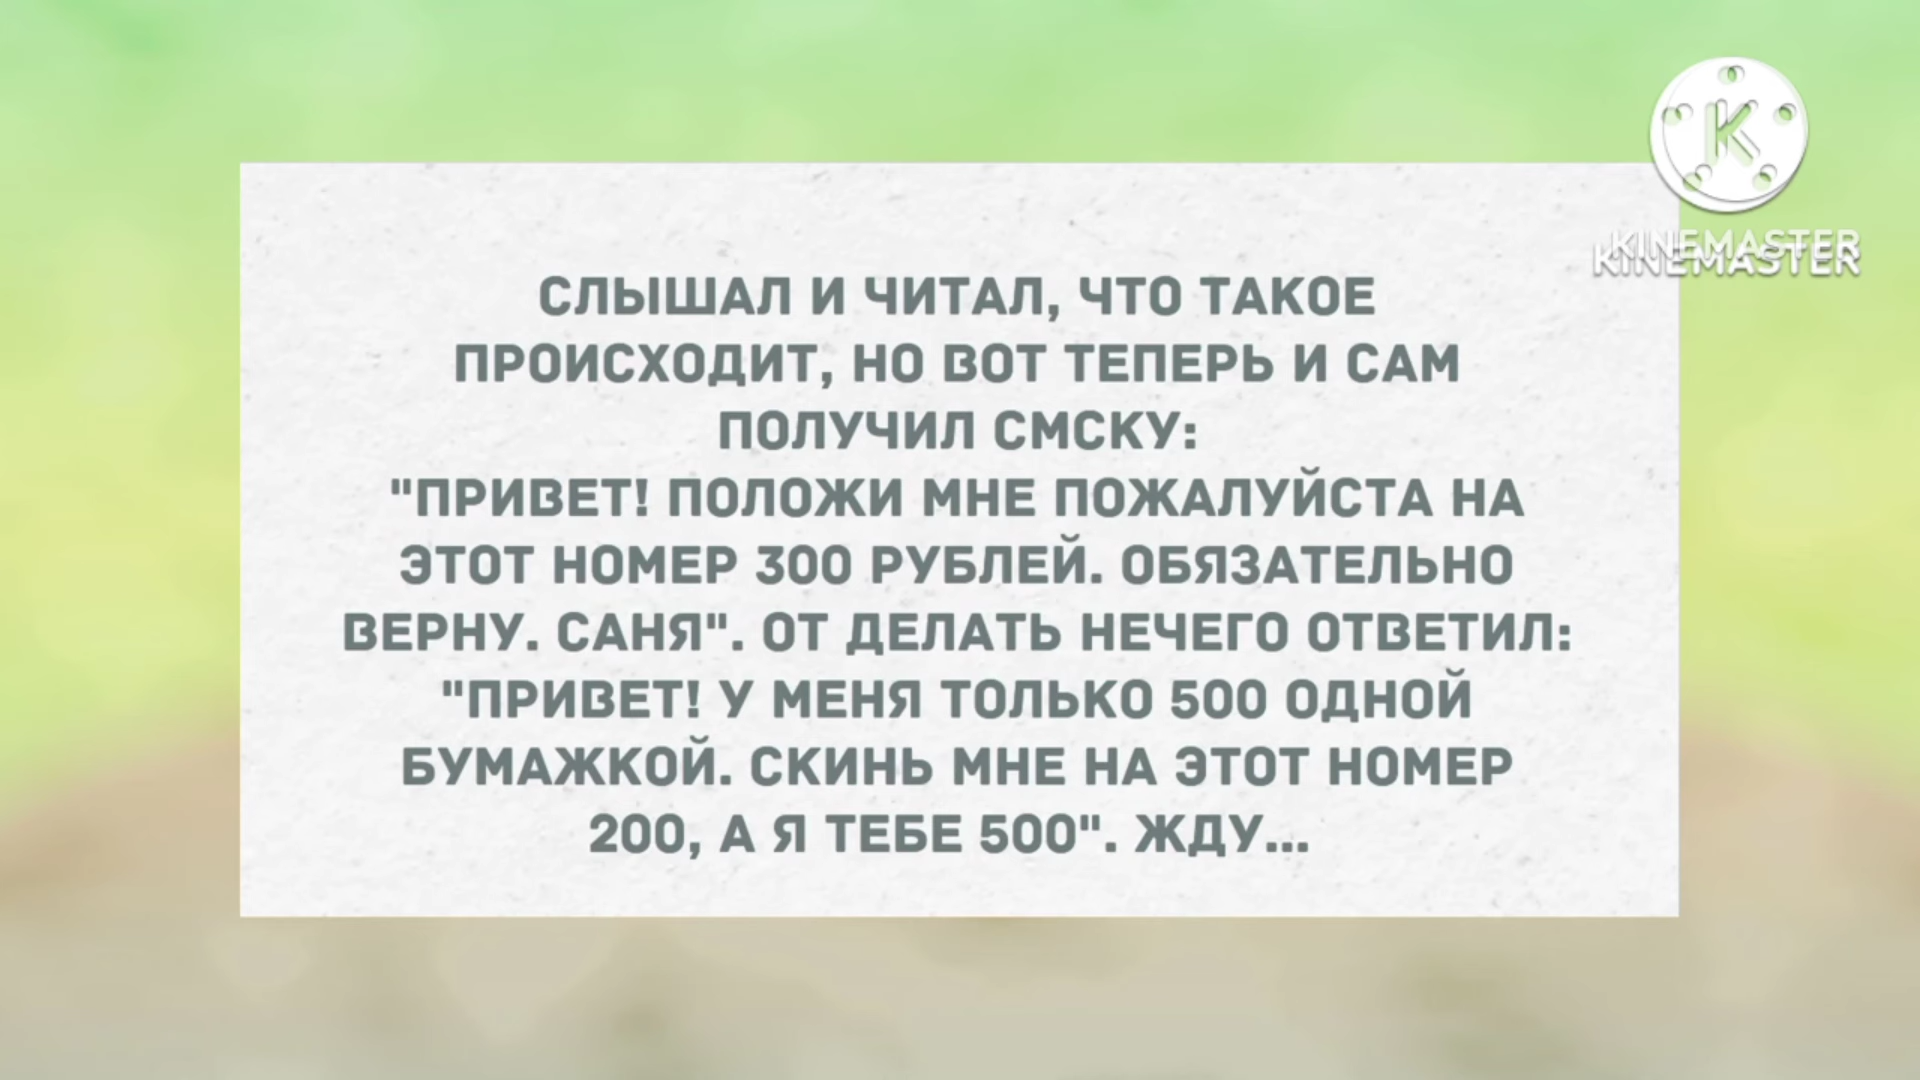 KINEMASTER
СЛЫШАЛ И ЧИТАЛ, ЧТО ТАКОЕ
ПРОИСХОДИТ, НО ВОТ ТЕПЕРЬ И САМ
ПОЛУЧИЛ СМСКУ:
"ПРИВЕТ! ПОЛОЖИ МНЕ ПОЖАЛУЙСТА НА
ЭТОТ НОМЕР 300 РУБЛЕЙ. ОБЯЗАТЕЛЬНО
ВЕРНУ. САНЯ". ОТ ДЕЛАТЬ НЕЧЕГО ОТВЕТИЛ:
"ПРИВЕТ! У МЕНЯ ТОЛЬКО 500 ОДНОЙ
БУМАЖКОЙ. СКИНЬ МНЕ НА ЭТОТ НОМЕР
200, А Я ТЕБЕ 500". ЖДУ...